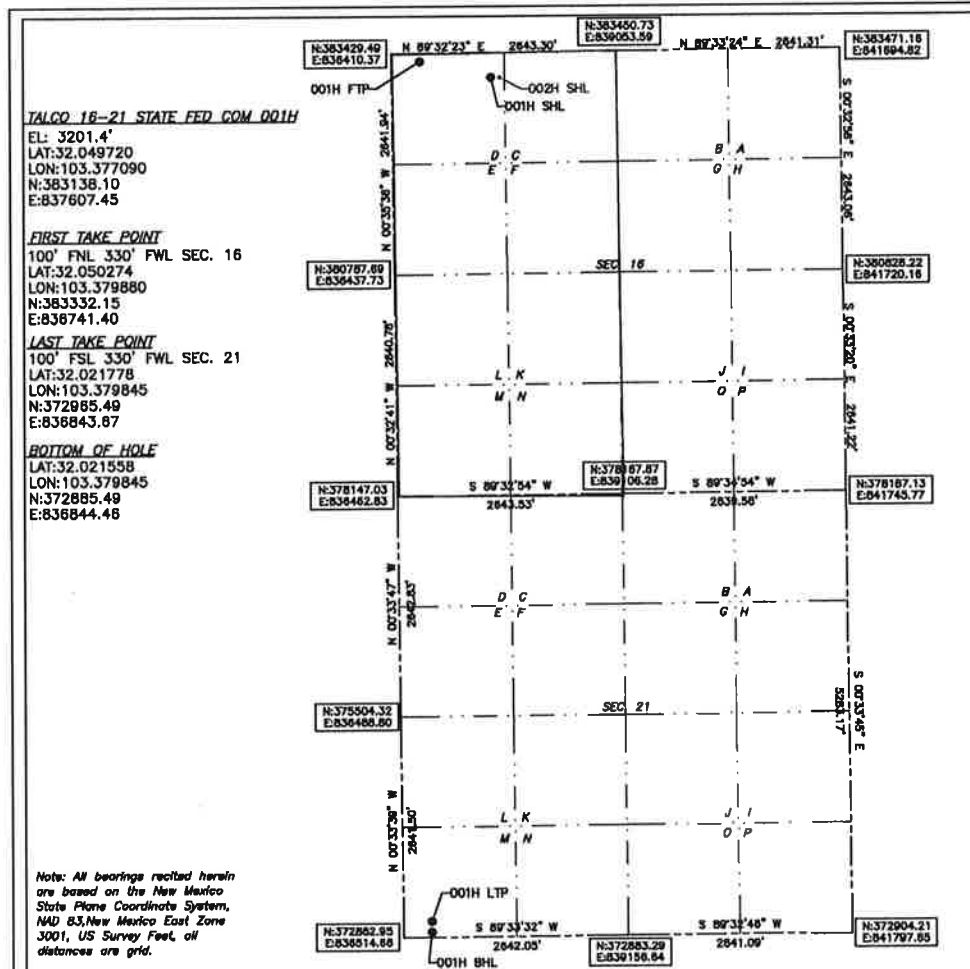 N:383450.73
E:839053.59
N:383429.49
E:836410.37
N 89'32'23" E 2643.30'
N 89'33'24" E 2641.31'
N:383471.16
E:841694.82
001H FTP
002H SHL
001H SHL
TALCO 16-21 STATE FED COM 001H
EL: 3201.4'
LAT:32.049720
LON:103.377090
N:383138.10
E:837607.45
N 00'35'36" W 2641.94'
S 00'32'56" E 2643.06'
D C
E F
B A
G H
FIRST TAKE POINT
100' FNL 330' FWL SEC. 16
LAT:32.050274
LON:103.379880
N:383332.15
E:836741.40
N:380787.69
E:836437.73
SEC 16
N:380828.22
E:841720.16
LAST TAKE POINT
100' FSL 330' FWL SEC. 21
LAT:32.021778
LON:103.379845
N:372965.49
E:836843.67
N 00'32'41" W 2640.78'
S 00'33'20" E 2641.22'
L K
M N
J I
O P
BOTTOM OF HOLE
LAT:32.021558
LON:103.379845
N:372885.49
E:836844.46
N:378147.03
E:836462.83
S 89'32'54" W
2643.53'
N:378167.87
E:839106.28
S 89'34'54" W
2639.58'
N:378187.13
E:841745.77
N 00'33'47" W
2642.83'
D C
E F
B A
G H
N:375504.32
E:836488.80
SEC. 21
S 00'33'45" E
5283.17'
N 00'33'39" W
2641.50'
L K
M N
J I
O P
Note: All bearings recited herein
are based on the New Mexico
State Plane Coordinate System,
NAD 83,New Mexico East Zone
3001, US Survey Feet, all
distances are grid.
001H LTP
N:372862.95
E:836514.66
S 89'33'32" W
2642.05'
N:372883.29
E:839156.64
S 89'32'48" W
2641.09'
N:372904.21
E:841797.65
001H BHL